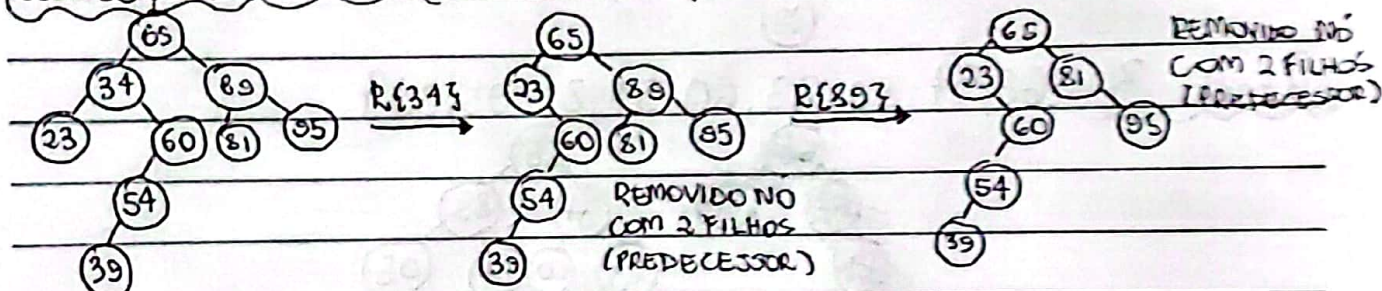 65 65 65 REMOVIDO NÓ
34 89 R{34} 23 89 R{89} 23 81 COM 2 FILHOS
(PREDECESSOR)
23 60 81 95 60 81 95 60 95
54 54 REMOVIDO NÓ 54
COM 2 FILHOS
39 39 (PREDECESSOR) 39